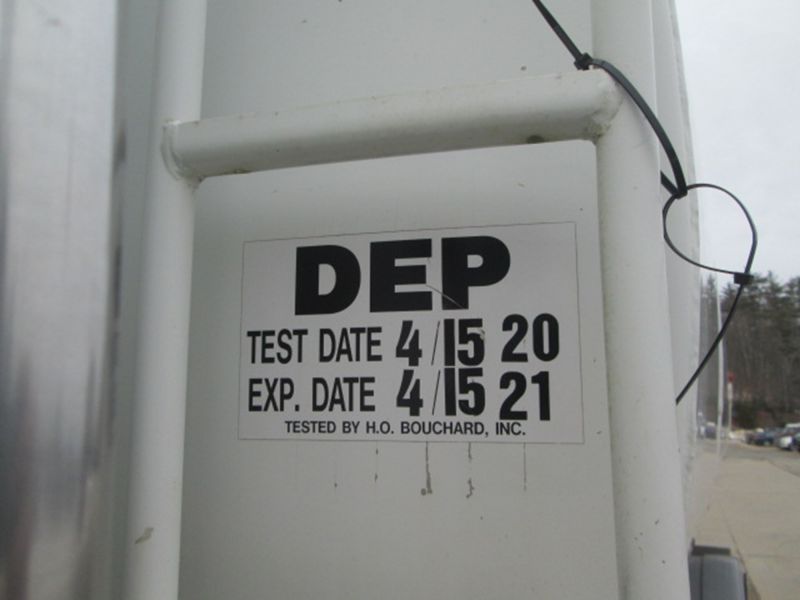 DEP
TEST DATE 4/15 20
EXP. DATE 4/15 21
TESTED BY H.O. BOUCHARD, INC.